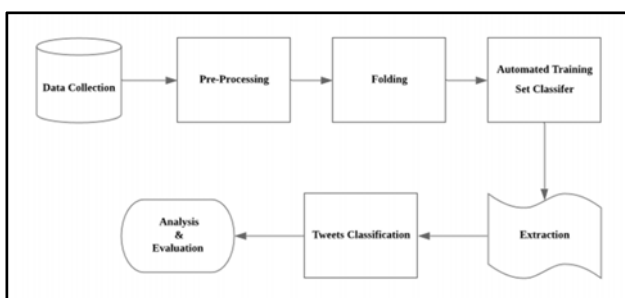 Data Collection
Pre-Processing
Folding
Automated Training
Set Classifer
Extraction
Tweets Classification
Analysis
&
Evaluation